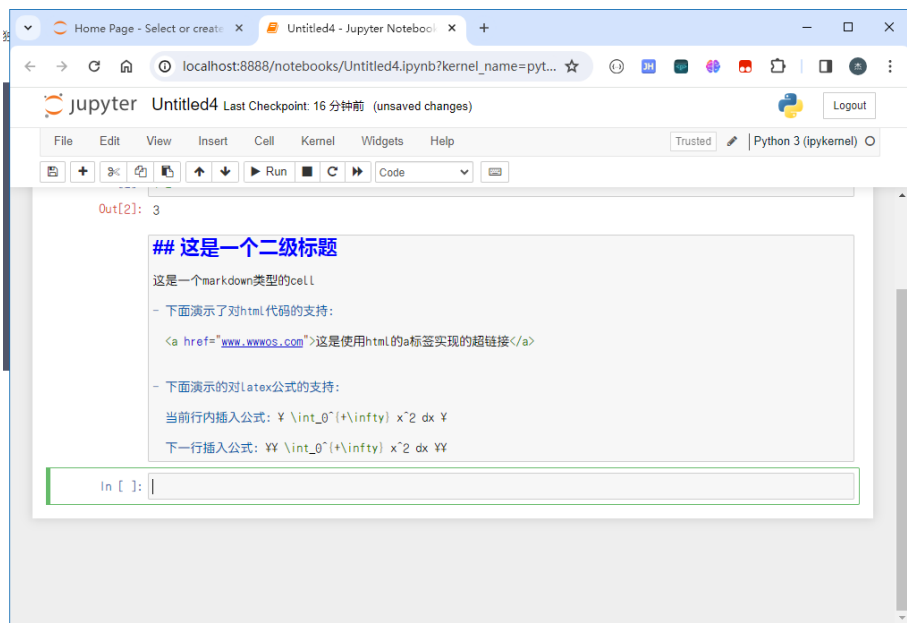 Home Page - Select or create
Untitled4 - Jupyter Notebook
localhost:8888/notebooks/Untitled4.ipynb?kernel_name=pyt...
JH
杰
jupyter Untitled4 Last Checkpoint: 16 分钟前 (unsaved changes)
Logout
File Edit View Insert Cell Kernel Widgets Help
Trusted
Python 3 (ipykernel)
Run
Code
Out[2]: 3
## 这是一个二级标题
这是一个markdown类型的cell
- 下面演示了对html代码的支持:
<a href="www.wwwos.com">这是使用html的a标签实现的超链接</a>
- 下面演示的对latex公式的支持:
当前行内插入公式: ¥ \int_0^{+\infty} x^2 dx ¥
下一行插入公式: ¥¥ \int_0^{+\infty} x^2 dx ¥¥
In [ ]: